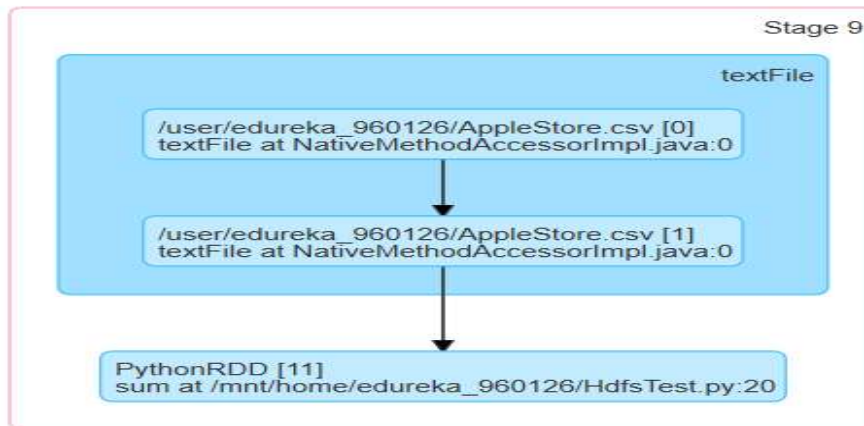 Stage 9
textFile
/user/edureka_960126/AppleStore.csv [0]
textFile at NativeMethodAccessorImpl.java:0
/user/edureka_960126/AppleStore.csv [1]
textFile at NativeMethodAccessorImpl.java:0
PythonRDD [11]
sum at /mnt/home/edureka_960126/HdfsTest.py:20